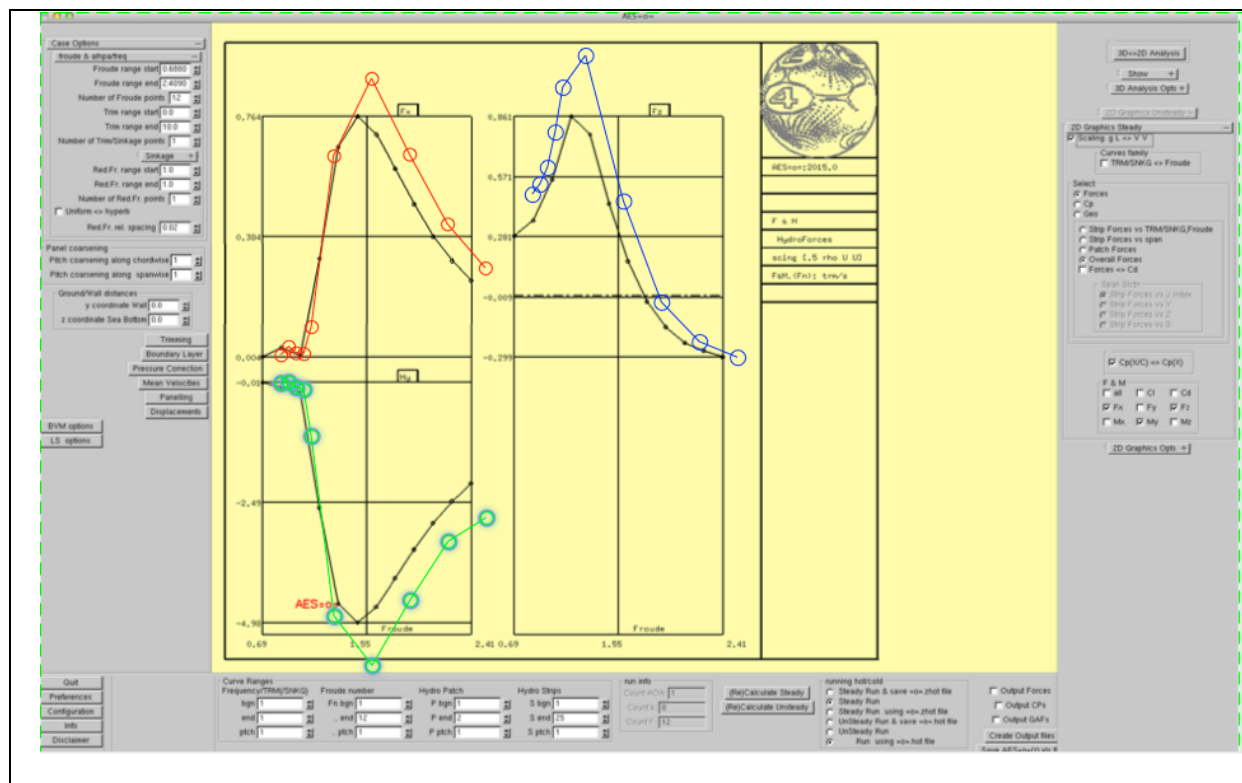 AES=o=
Case Options
froude & alhpa/freq
Froude range start 0.6880
Froude range end 2.4090
Number of Froude points 12
Trim range start 0.0
Trim range end 10.0
Number of Trim/Sinkage points 1
Sinkage +
Red.Fr. range start 1.0
Red.Fr. range end 1.0
Number of Red.Fr. points 1
Uniform <> hyperb
Red.Fr. rel. spacing 0.02
Panel coarsening
Pitch coarsening along chordwise 1
Pitch coarsening along spanwise 1
Ground/Wall distances
y coordinate Wall 0.0
z coordinate Sea Bottom 0.0
Trimming
Boundary Layer
Pressure Correction
Mean Velocities
Panelling
Displacements
BVM options
LS options
Fx
0.764
0.384
0.004
My
-0.01
-2.49
-4.98
AES=o=
Froude
0.69 1.55 2.41
Fz
0.861
0.571
0.281
-0.009
-0.299
Froude
0.69 1.55 2.41
4
AES=o=;2015.0
F & M
HydroForces
scing [.5 rho U U]
F&M.(Fn); trm/s
3D<>2D Analysis
Show +
3D Analysis Opts +
2D Graphics Unsteady +
2D Graphics Steady
Scaling: g L <> V V
Curves family
TRM/SNKG <> Froude
Select
Forces
Cp
Geo
Strip Forces vs TRM/SNKG,Froude
Strip Forces vs span
Patch Forces
Overall Forces
Forces <> Cd
Strip Forces vs J index
Strip Forces vs Y
Strip Forces vs Z
Strip Forces vs S
Cp(X/C) <> Cp(X)
F & M
all Cl Cd
Fx Fy Fz
Mx My Mz
2D Graphics Opts +
Quit
Preferences
Configuration
Info
Disclaimer
Curve Ranges
Frequency/TRM(/SNKG)
bgn 1
end 1
ptch 1
Froude number
Fn bgn 1
.. end 12
.. ptch 1
Hydro Patch
P bgn 1
P end 2
P ptch 1
Hydro Strips
S bgn 1
S end 25
S ptch 1
run info
Count AOA 1
Count K 0
Count F 12
(Re)Calculate Steady
(Re)Calculate Unsteady
running hot/cold
Steady Run & save =o=.zhot file
Steady Run
Steady Run using =o=.zhot file
UnSteady Run & save =o=.hot file
UnSteady Run
Run using =o=.hot file
Output Forces
Output CPs
Output GAFs
Create Output files